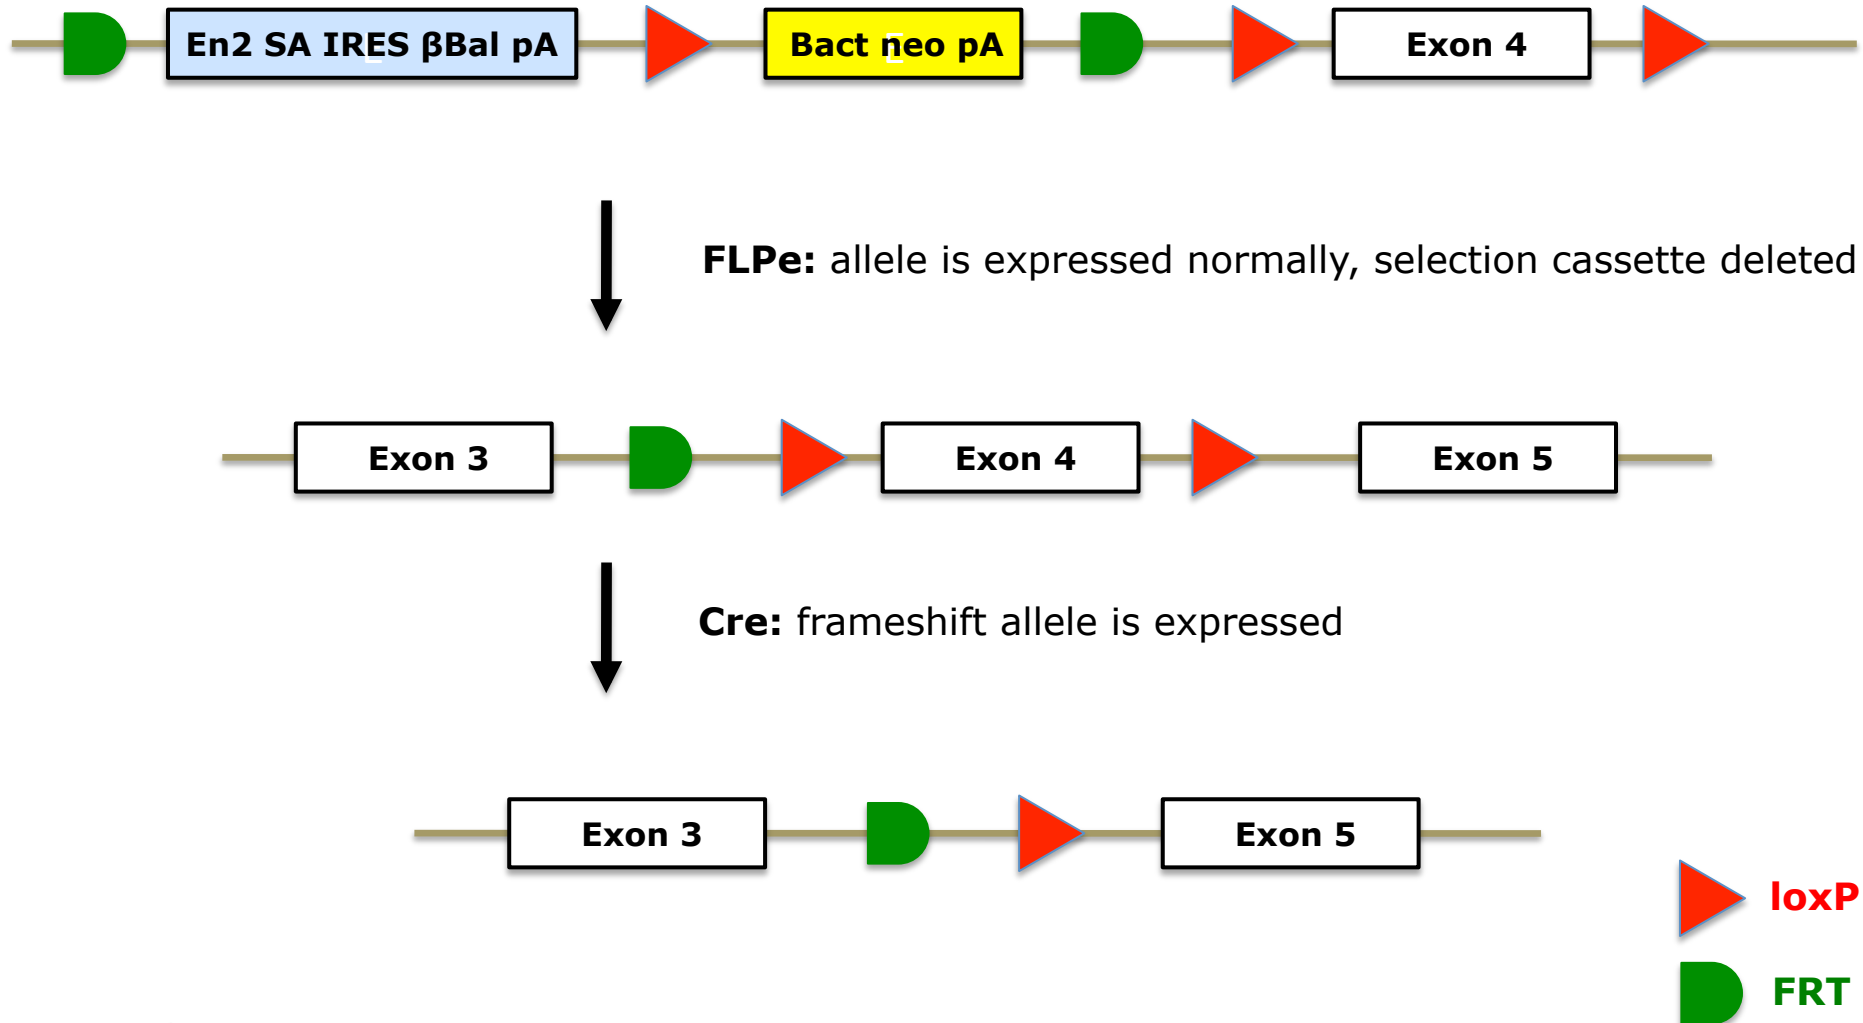 En2 SA IRES βBal pA
Bact neo pA
Exon 4
FLPe: allele is expressed normally, selection cassette deleted
Exon 3
Exon 4
Exon 5
Cre: frameshift allele is expressed
Exon 3
Exon 5
loxP
FRT